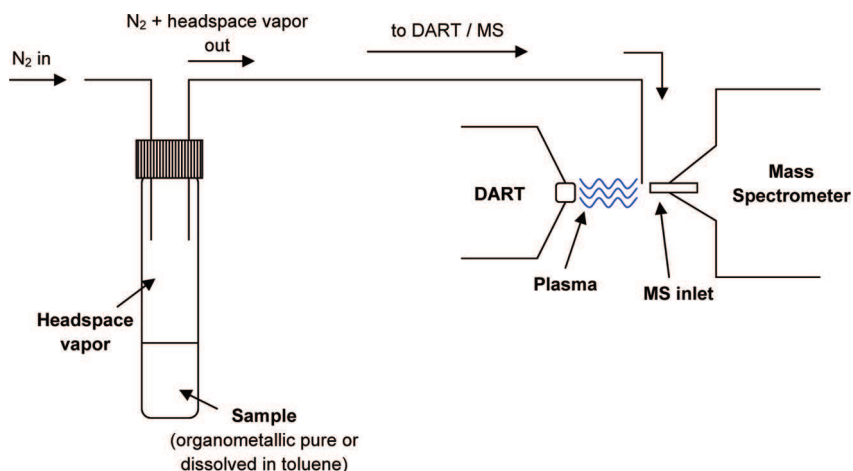 N₂ + headspace vapor
out
to DART / MS
N₂ in
DART
Mass
Spectrometer
Plasma
MS inlet
Headspace
vapor
Sample
(organometallic pure or
dissolved in toluene)